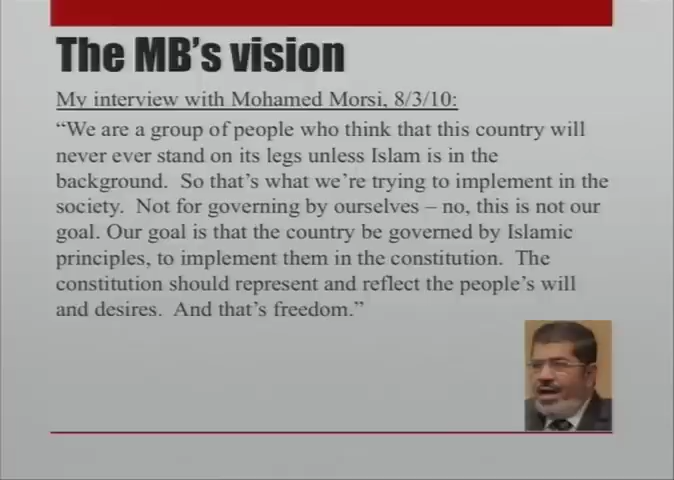 The MB's vision
My interview with Mohamed Morsi, 8/3/10:
“We are a group of people who think that this country will
never ever stand on its legs unless Islam is in the
background.  So that's what we're trying to implement in the
society.  Not for governing by ourselves – no, this is not our
goal. Our goal is that the country be governed by Islamic
principles, to implement them in the constitution.  The
constitution should represent and reflect the people's will
and desires.  And that's freedom.”